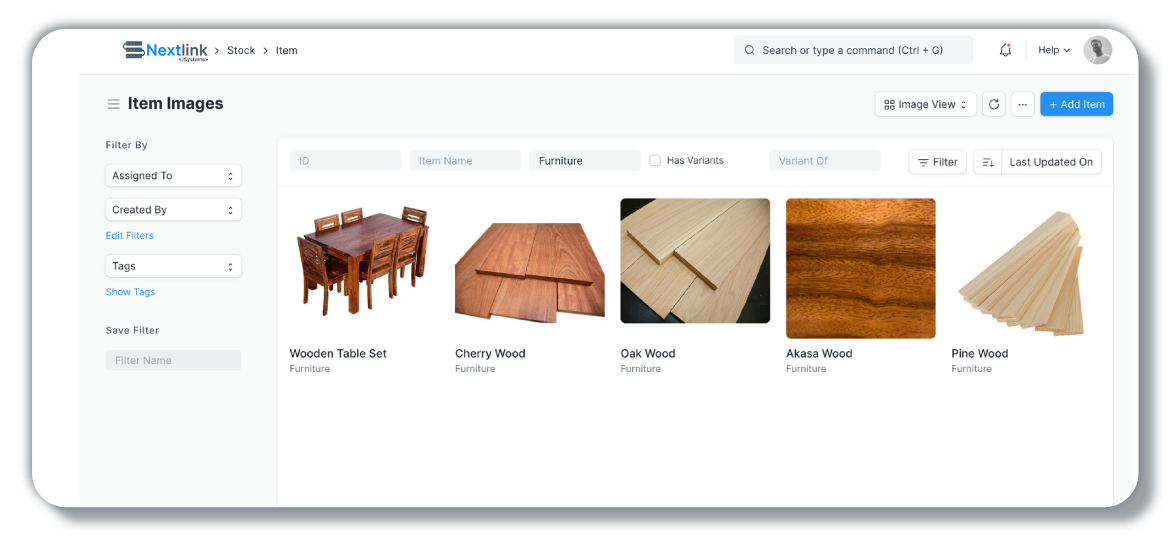 Nextlink > Stock > Item
</Systems>
Search or type a command (Ctrl + G)
Help
Item Images
Image View
...
+ Add Item
Filter By
Assigned To
Created By
Edit Filters
Tags
Show Tags
Save Filter
Filter Name
ID
Item Name
Furniture
Has Variants
Variant Of
Filter
Last Updated On
Wooden Table Set
Furniture
Cherry Wood
Furniture
Oak Wood
Furniture
Akasa Wood
Furniture
Pine Wood
Furniture